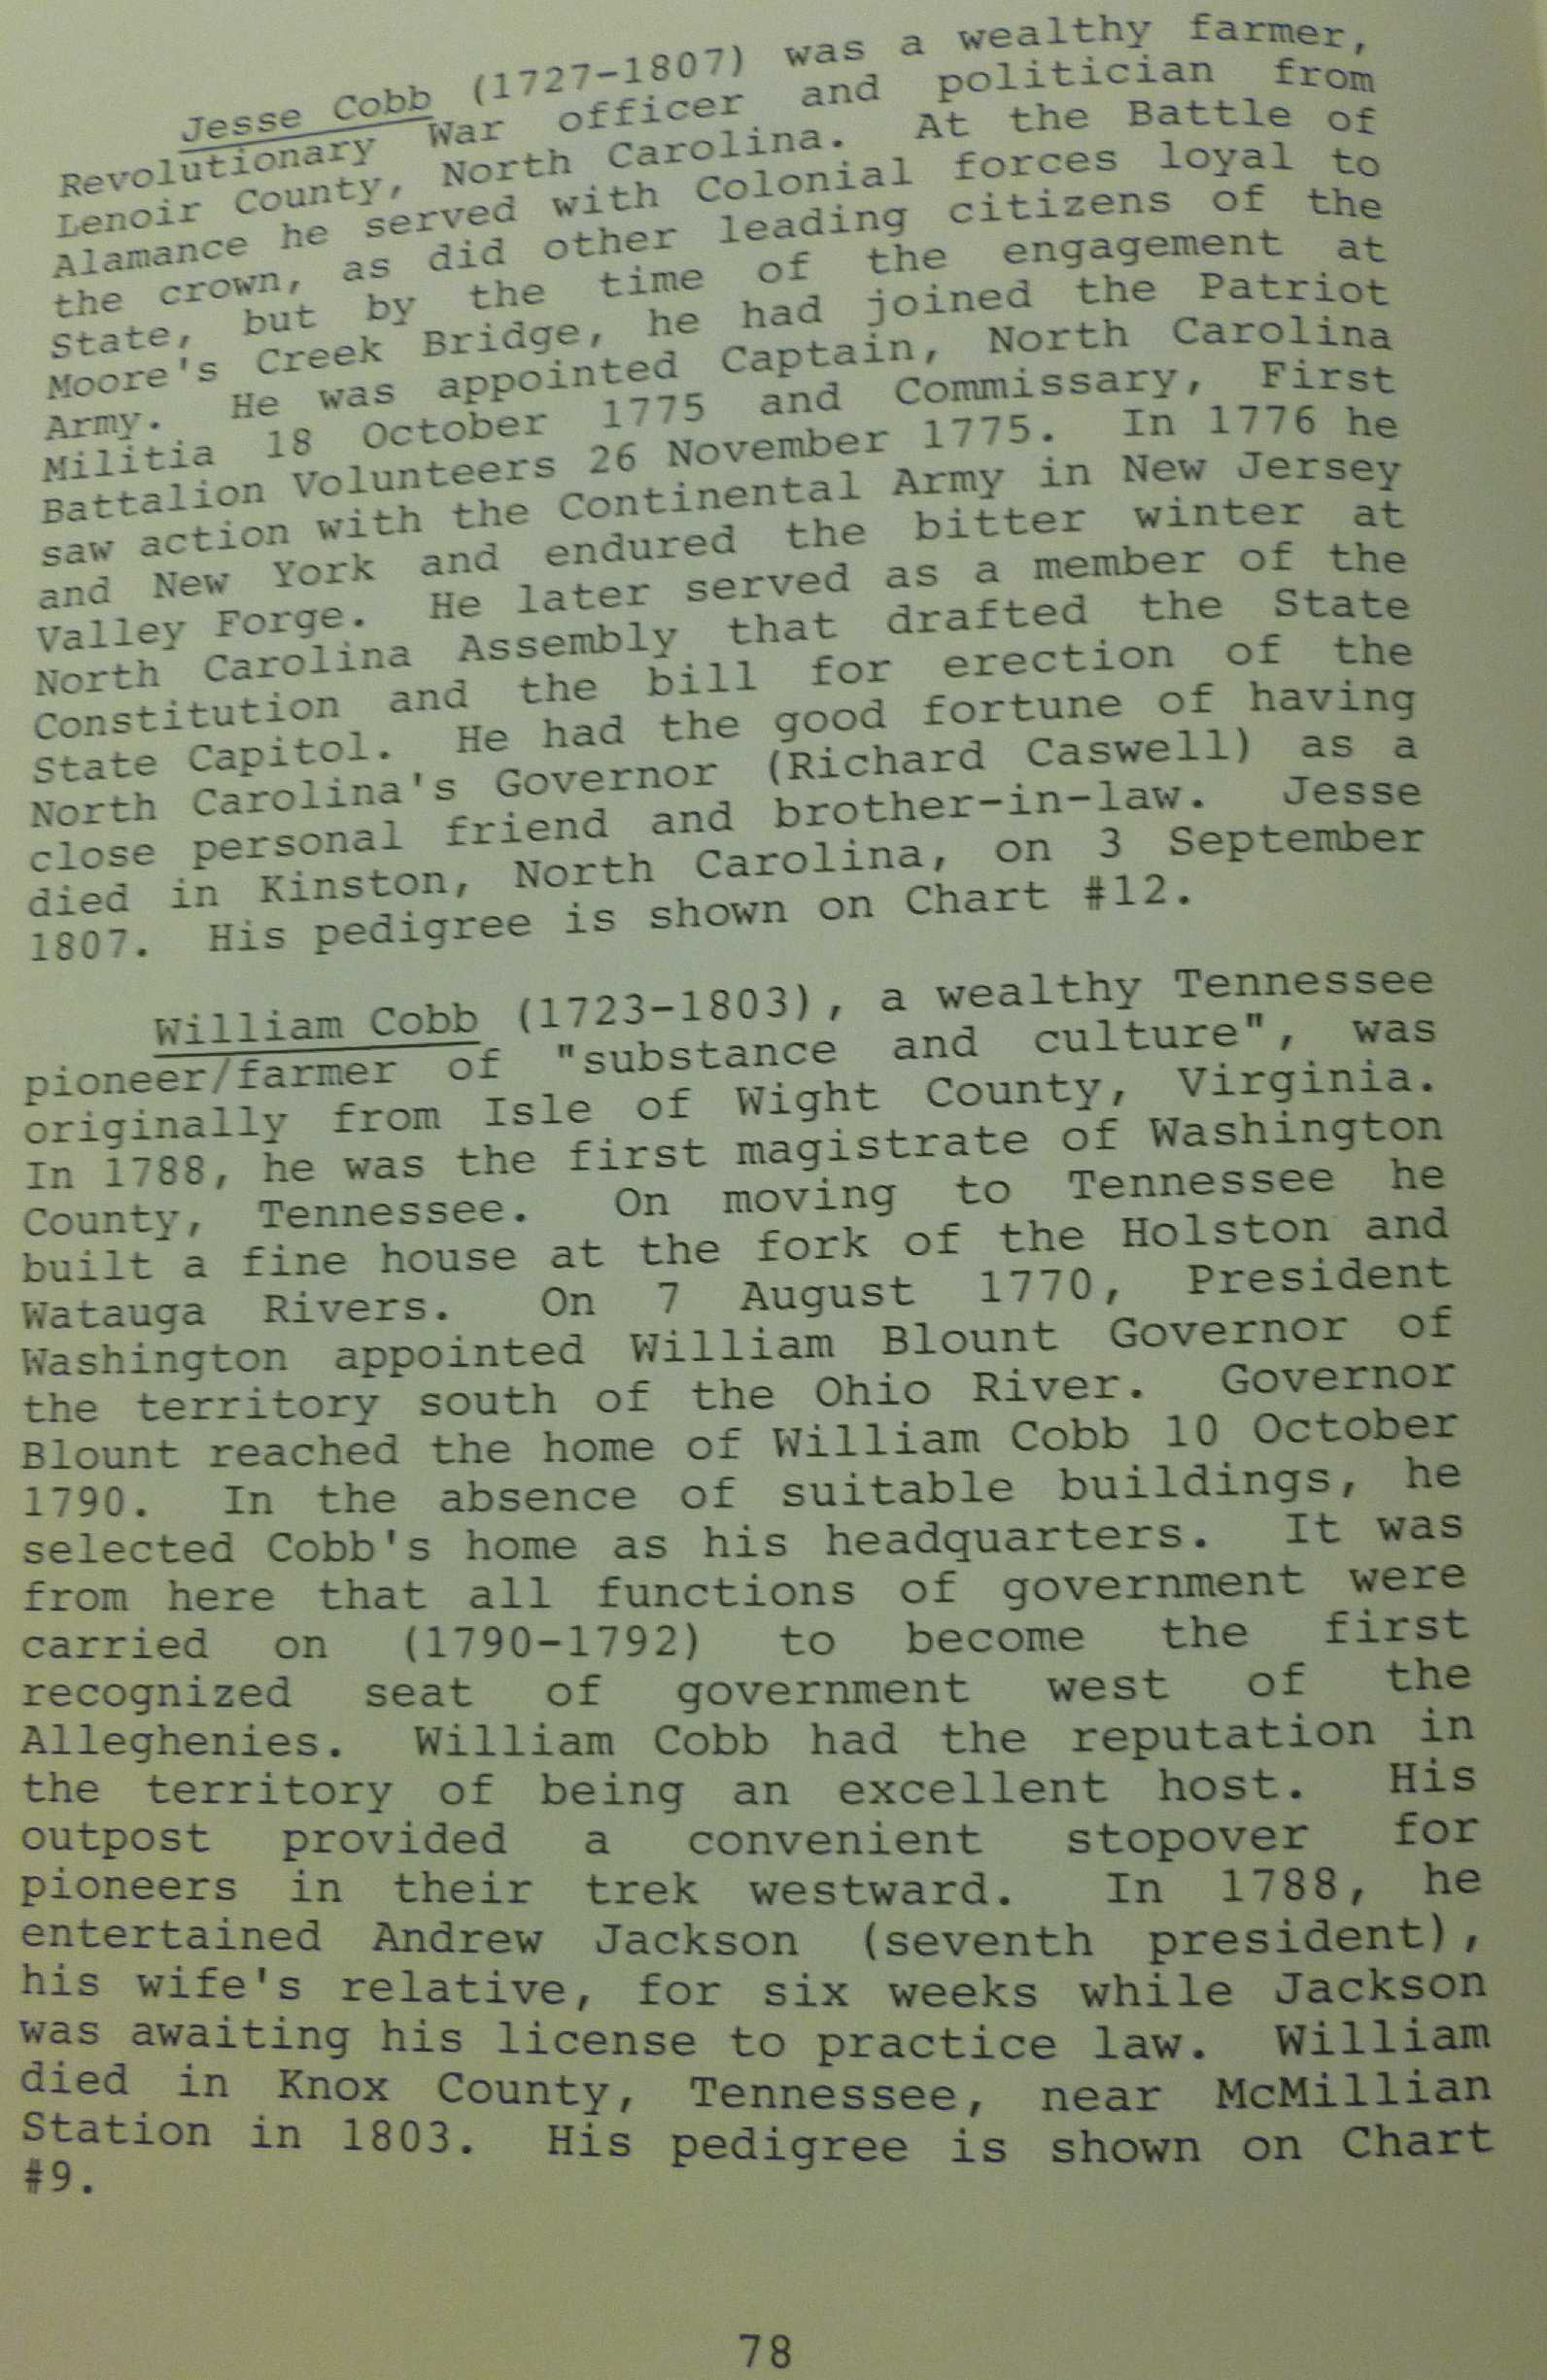 Jesse Cobb (1727-1807) was a wealthy farmer,
Revolutionary War officer and politician from
Lenoir County, North Carolina. At the Battle of
Alamance he served with Colonial forces loyal to
the crown, as did other leading citizens of the
State, but by the time of the engagement at
Moore's Creek Bridge, he had joined the Patriot
Army. He was appointed Captain, North Carolina
Militia 18 October 1775 and Commissary, First
Battalion Volunteers 26 November 1775. In 1776 he
saw action with the Continental Army in New Jersey
and New York and endured the bitter winter at
Valley Forge. He later served as a member of the
North Carolina Assembly that drafted the State
Constitution and the bill for erection of the
State Capitol. He had the good fortune of having
North Carolina's Governor (Richard Caswell) as a
close personal friend and brother-in-law. Jesse
died in Kinston, North Carolina, on 3 September
1807. His pedigree is shown on Chart #12.
William Cobb (1723-1803), a wealthy Tennessee
pioneer/farmer of "substance and culture", was
originally from Isle of Wight County, Virginia.
In 1788, he was the first magistrate of Washington
County, Tennessee. On moving to Tennessee he
built a fine house at the fork of the Holston and
Watauga Rivers. On 7 August 1770, President
Washington appointed William Blount Governor of
the territory south of the Ohio River. Governor
Blount reached the home of William Cobb 10 October
1790. In the absence of suitable buildings, he
selected Cobb's home as his headquarters. It was
from here that all functions of government were
carried on (1790-1792) to become the first
recognized seat of government west of the
Alleghenies. William Cobb had the reputation in
the territory of being an excellent host. His
outpost provided a convenient stopover for
pioneers in their trek westward. In 1788, he
entertained Andrew Jackson (seventh president),
his wife's relative, for six weeks while Jackson
was awaiting his license to practice law. William
died in Knox County, Tennessee, near McMillian
Station in 1803. His pedigree is shown on Chart
#9.
78